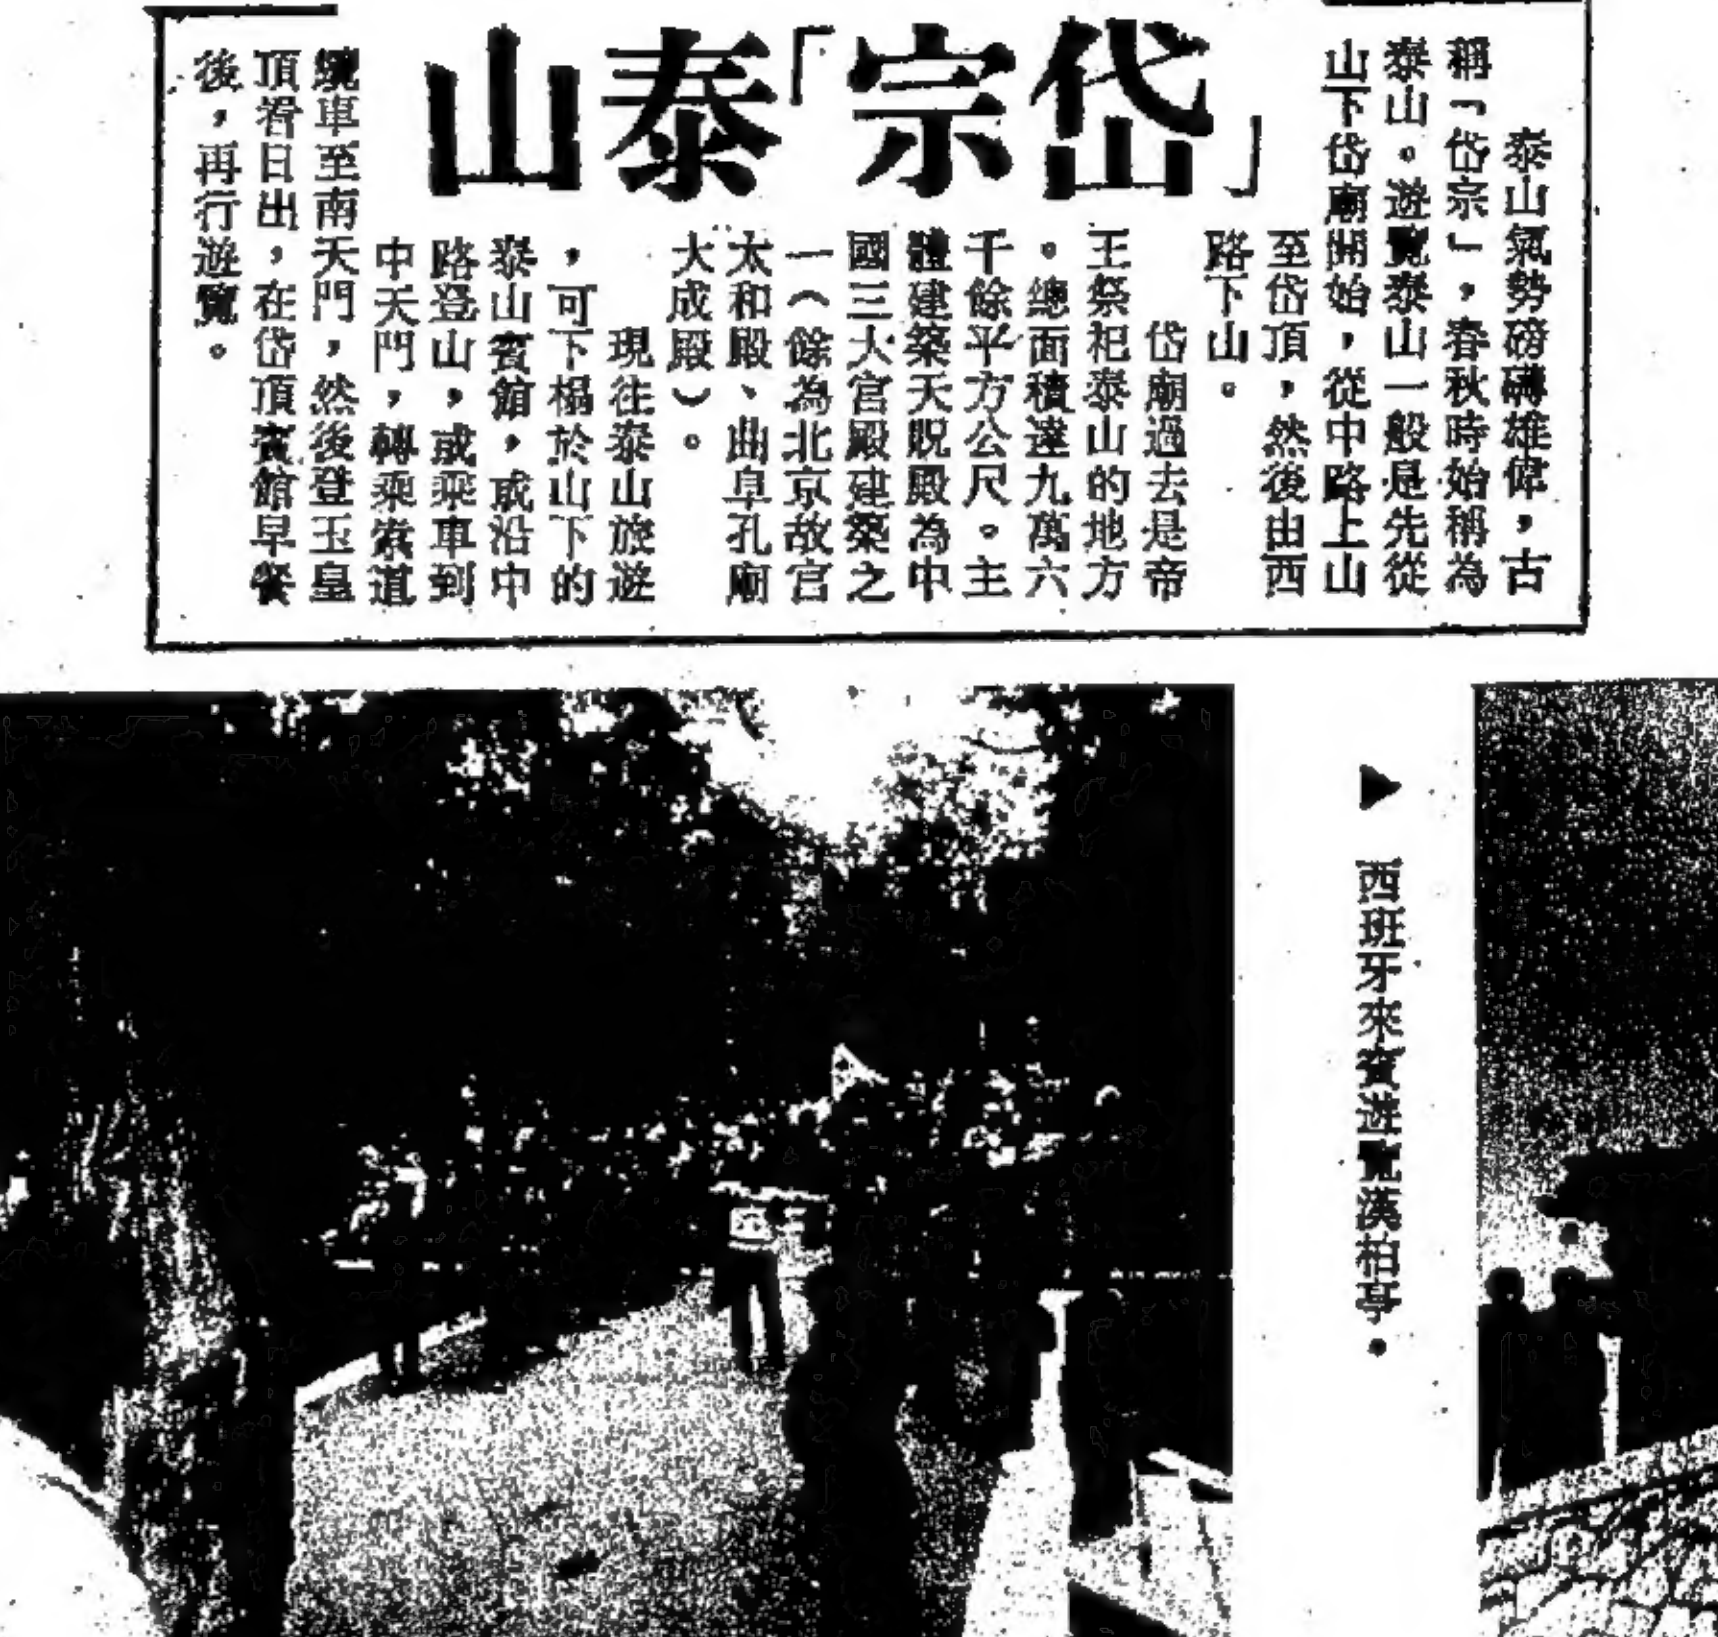 「岱宗」泰山
泰山氣勢磅礡雄偉,古
稱「岱宗」,春秋時始稱為
泰山。遊覽泰山一般是先從
山下岱廟開始,從中路上山
至岱頂,然後由西
路下山。
岱廟過去是帝
王祭祀泰山的地方
。總面積達九萬六
千餘平方公尺。主
體建築天貺殿為中
國三大宮殿建築之
一(餘為北京故宮
太和殿、曲阜孔廟
大成殿)。
現往泰山旅遊
,可下榻於山下的
泰山賓館,或沿中
路登山,或乘車到
中天門,轉乘索道
纜車至南天門,然後登玉皇
頂看日出,在岱頂賓館早餐
後,再行遊覽。
▶ 西班牙來賓遊覽漢柏亭。